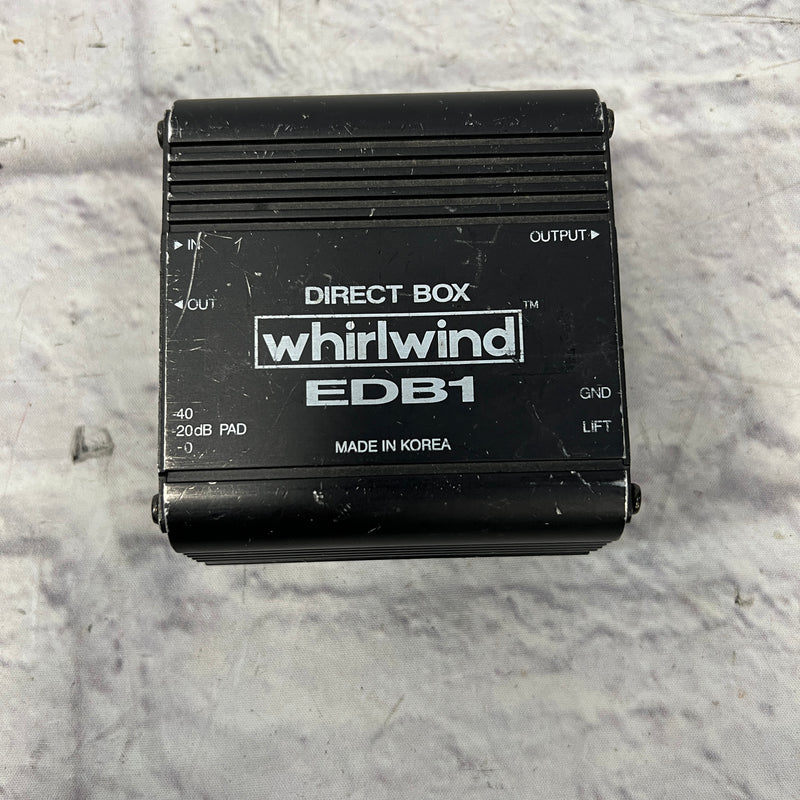 ▶ IN
OUTPUT ▶
◀ OUT
DIRECT BOX
whirlwind ™
EDB1
GND
-40
-20dB PAD
-0
LIFT
MADE IN KOREA